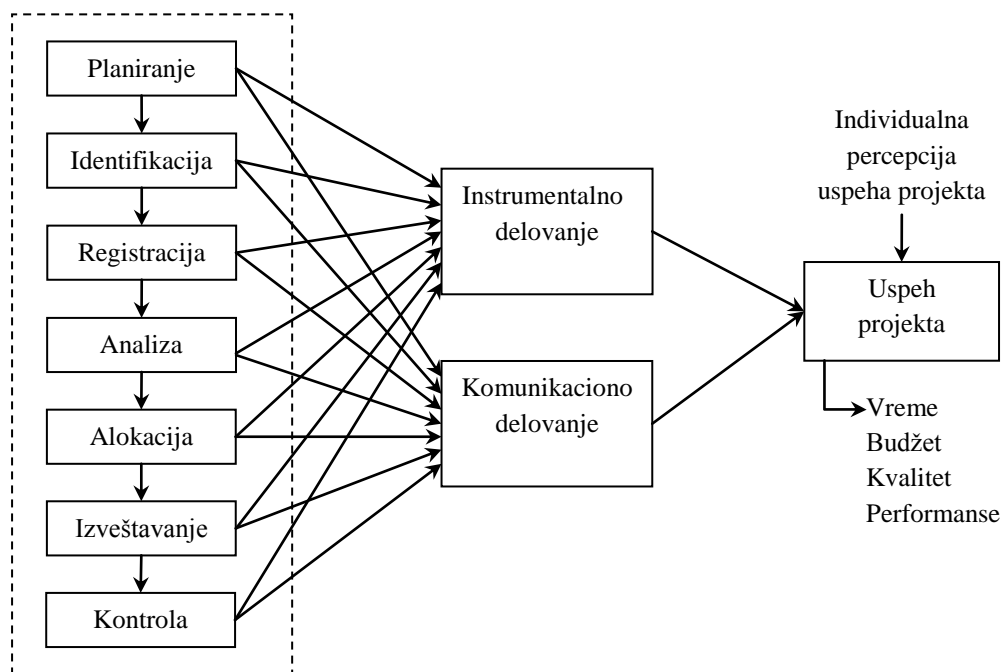 Planiranje
Identifikacija
Registracija
Analiza
Alokacija
Izveštavanje
Kontrola
Instrumentalno
delovanje
Komunikaciono
delovanje
Individualna
percepcija
uspeha projekta
Uspeh
projekta
Vreme
Budžet
Kvalitet
Performanse